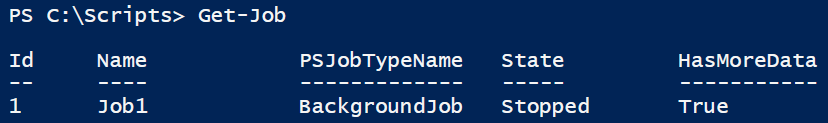 PS C:\Scripts> Get-Job
Id Name PSJobTypeName State HasMoreData
-- ---- ------------- ----- -----------
1 Job1 BackgroundJob Stopped True